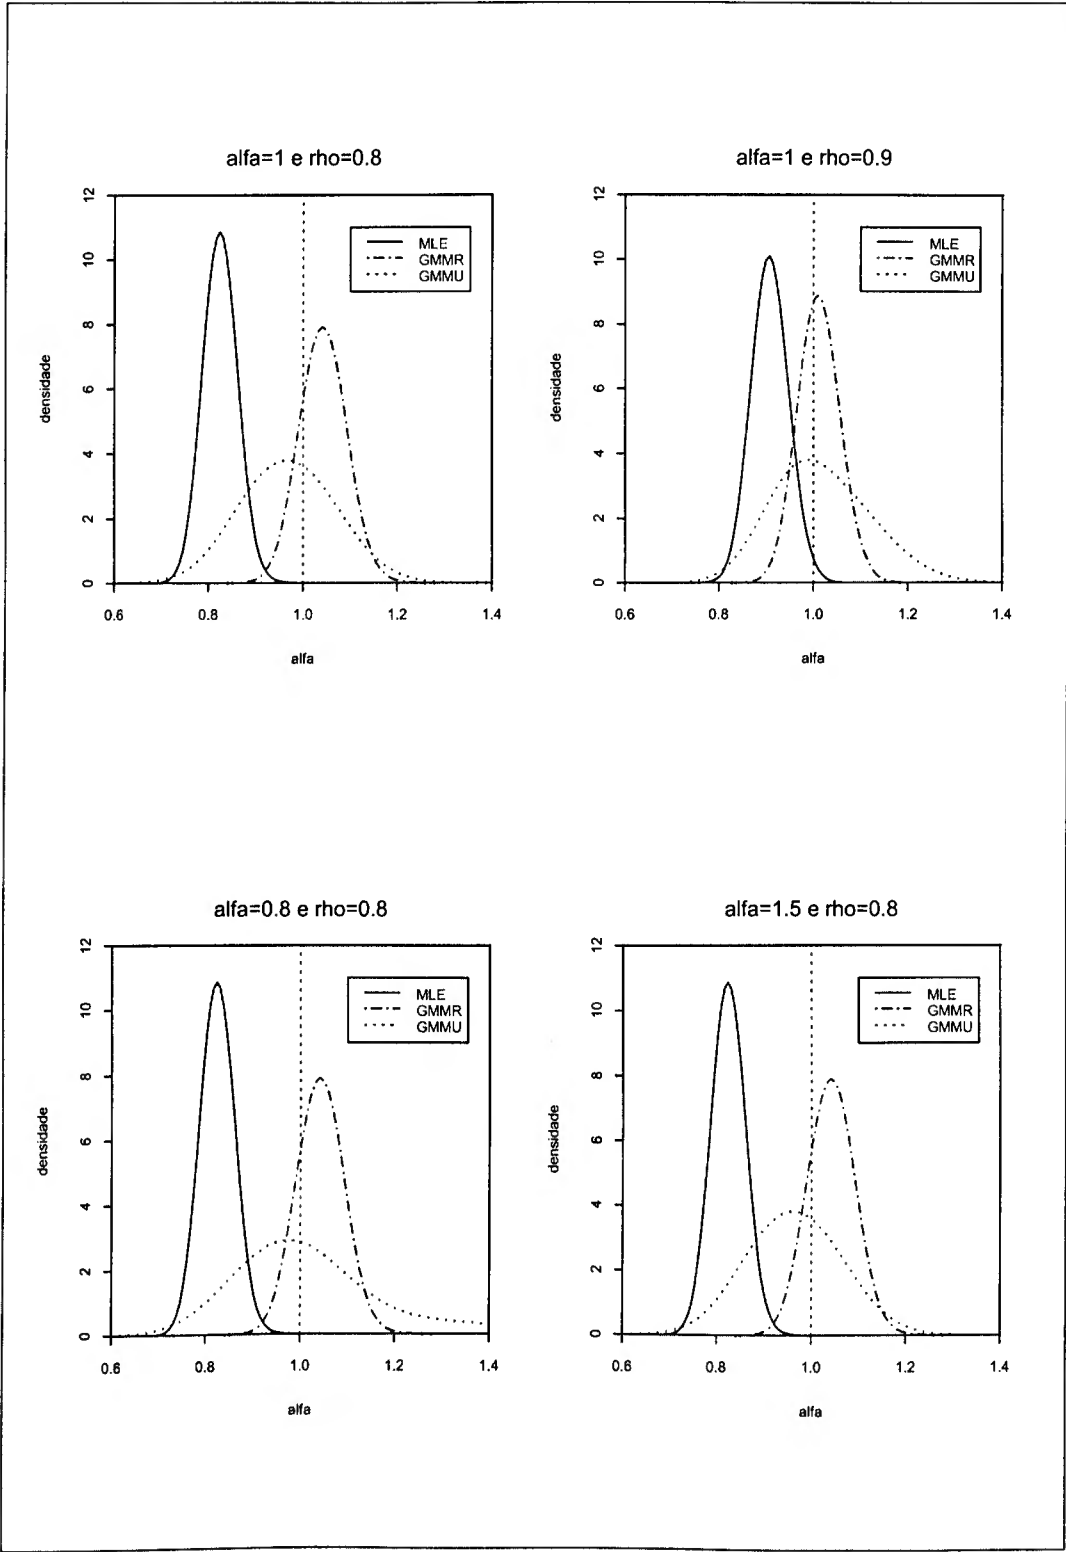 alfa=1 e rho=0.8
12
10
8
6
4
2
0
densidade
MLE
GMMR
GMMU
0.6 0.8 1.0 1.2 1.4
alfa
alfa=1 e rho=0.9
12
10
8
6
4
2
0
densidade
MLE
GMMR
GMMU
0.6 0.8 1.0 1.2 1.4
alfa
alfa=0.8 e rho=0.8
12
10
8
6
4
2
0
densidade
MLE
GMMR
GMMU
0.6 0.8 1.0 1.2 1.4
alfa
alfa=1.5 e rho=0.8
12
10
8
6
4
2
0
densidade
MLE
GMMR
GMMU
0.6 0.8 1.0 1.2 1.4
alfa